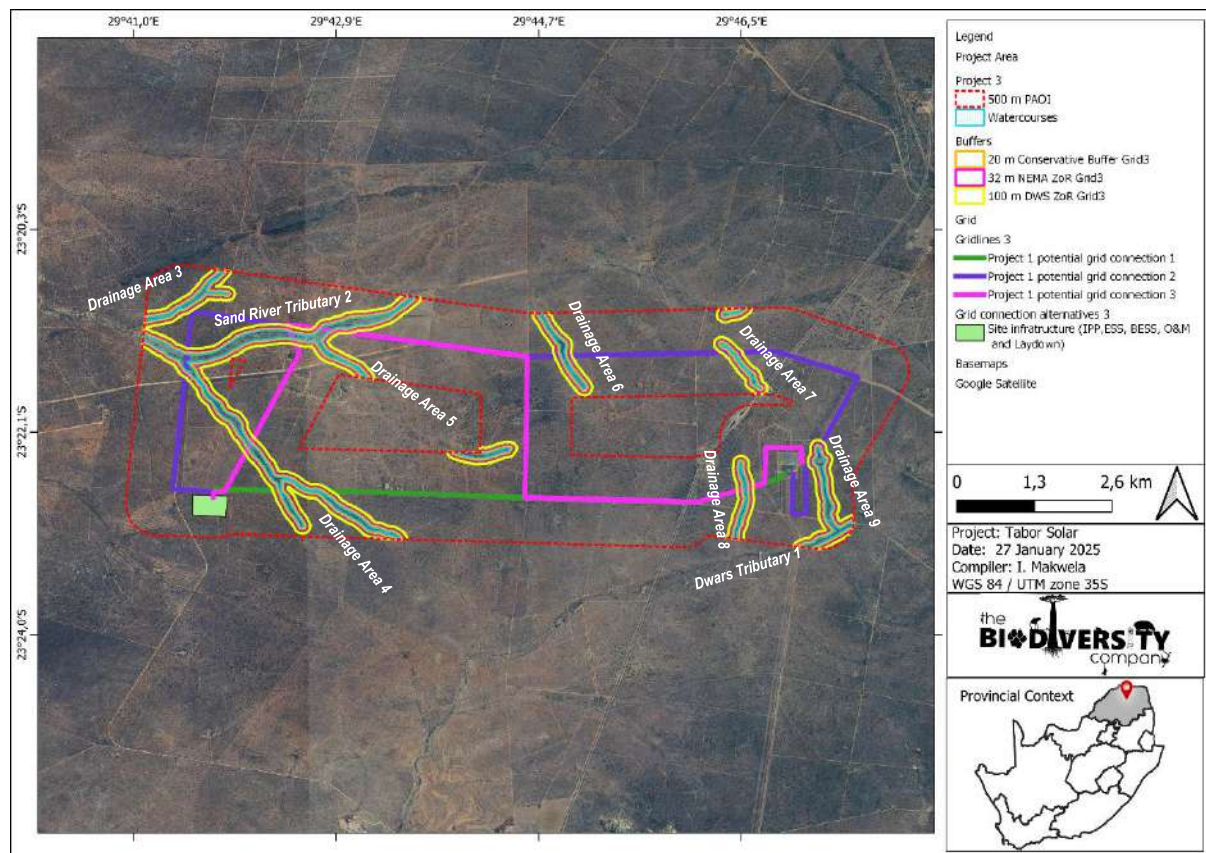 29°41,0'E
29°42,9'E
29°44,7'E
29°46,5'E
23°20,3'S
23°22,1'S
24°24,0'S
Drainage Area 3
Sand River Tributary 2
Drainage Area 5
Drainage Area 6
Drainage Area 7
Drainage Area 4
Drainage Area 8
Drainage Area 9
Dwars Tributary 1
Legend
Project Area
Project 3
500 m PAOI
Watercourses
Buffers
20 m Conservative Buffer Grid3
32 m NEMA ZoR Grid3
100 m DWS ZoR Grid3
Grid
Gridlines 3
Project 1 potential grid connection 1
Project 1 potential grid connection 2
Project 1 potential grid connection 3
Grid connection alternatives 3
Site infratructure (IPP,ESS, BESS, O&M
and Laydown)
Basemaps
Google Satellite
0 1,3 2,6 km
Project: Tabor Solar
Date: 27 January 2025
Compiler: I. Makwela
WGS 84 / UTM zone 35S
the
BIODIVERSITY
company
Provincial Context